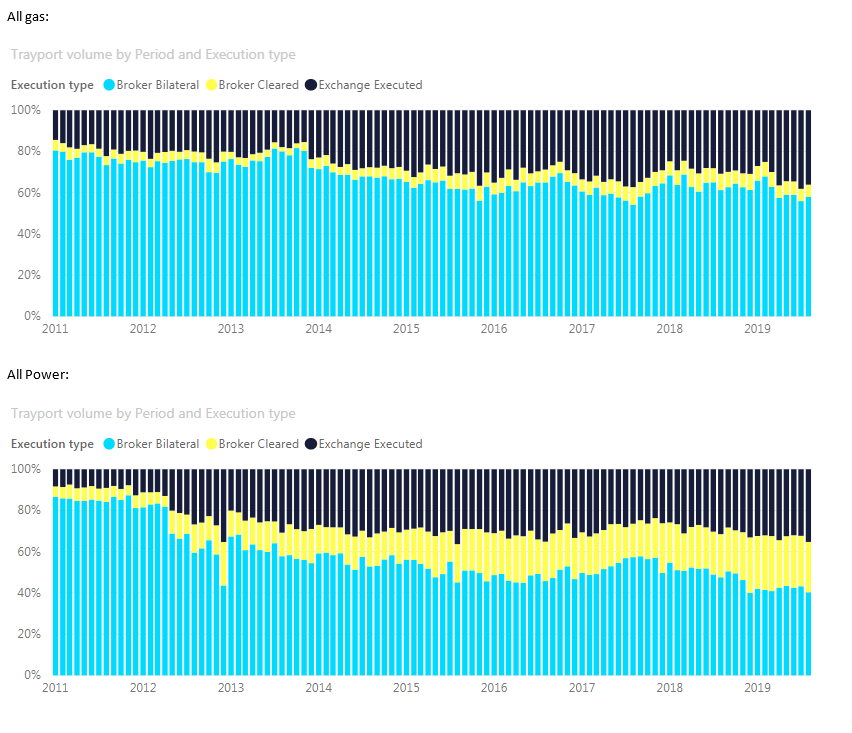 All gas:
Trayport volume by Period and Execution type
Execution type Broker Bilateral Broker Cleared Exchange Executed
100%
80%
60%
40%
20%
0%
2011 2012 2013 2014 2015 2016 2017 2018 2019
All Power:
Trayport volume by Period and Execution type
Execution type Broker Bilateral Broker Cleared Exchange Executed
100%
80%
60%
40%
20%
0%
2011 2012 2013 2014 2015 2016 2017 2018 2019